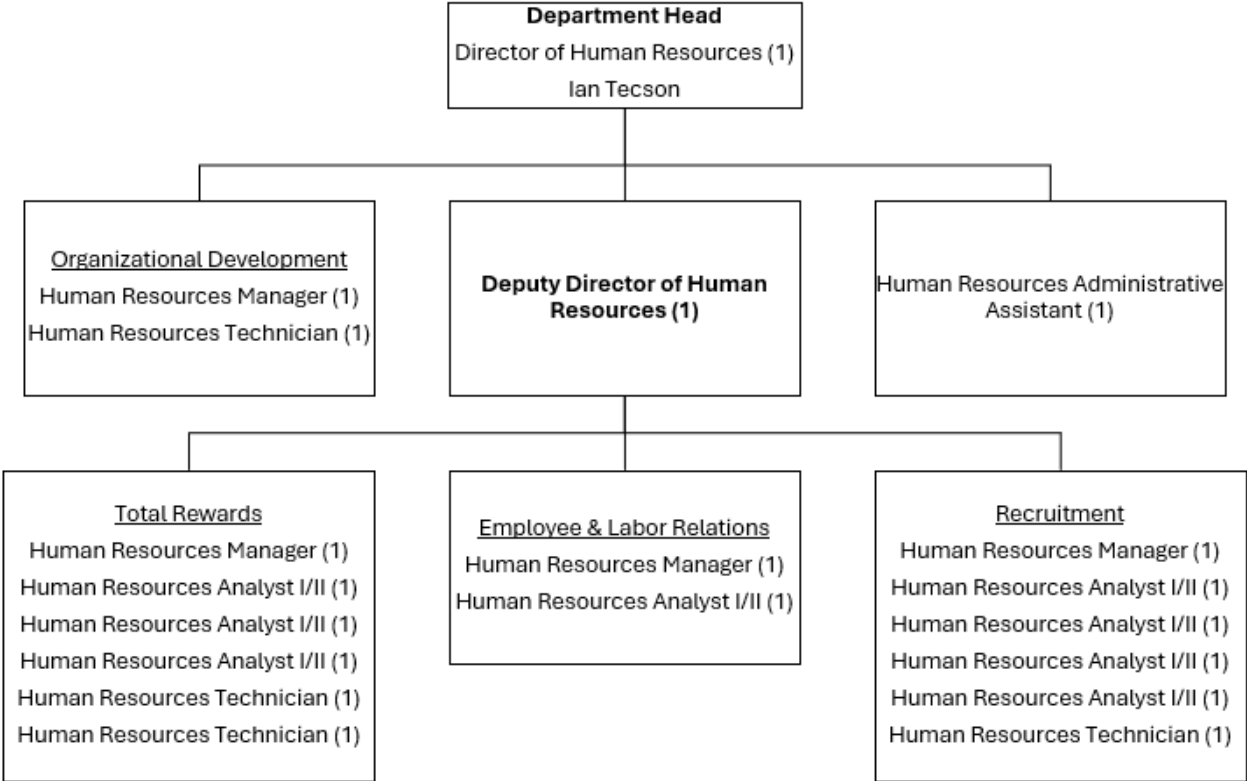 Department Head
Director of Human Resources (1)
Ian Tecson
Organizational Development
Human Resources Manager (1)
Human Resources Technician (1)
Deputy Director of Human
Resources (1)
Human Resources Administrative
Assistant (1)
Total Rewards
Human Resources Manager (1)
Human Resources Analyst I/II (1)
Human Resources Analyst I/II (1)
Human Resources Analyst I/II (1)
Human Resources Technician (1)
Human Resources Technician (1)
Employee & Labor Relations
Human Resources Manager (1)
Human Resources Analyst I/II (1)
Recruitment
Human Resources Manager (1)
Human Resources Analyst I/II (1)
Human Resources Analyst I/II (1)
Human Resources Analyst I/II (1)
Human Resources Analyst I/II (1)
Human Resources Technician (1)